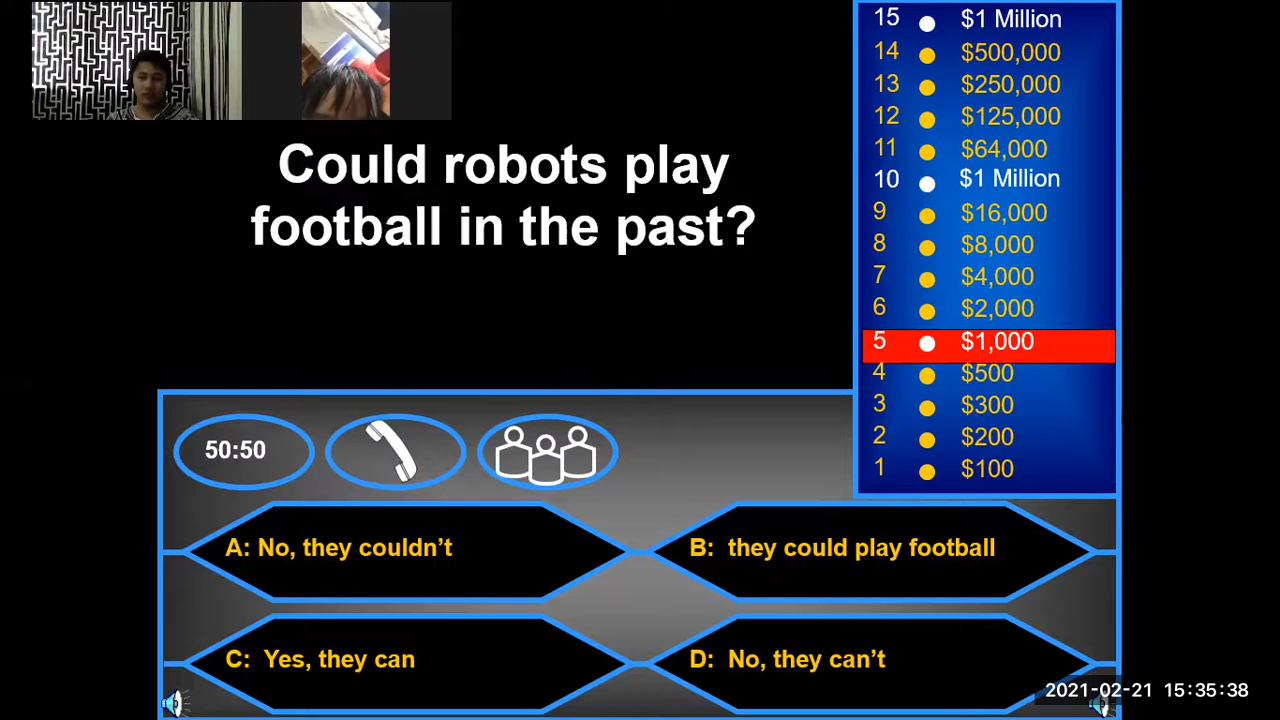 Could robots play
football in the past?
15 $1 Million
14 $500,000
13 $250,000
12 $125,000
11 $64,000
10 $1 Million
9 $16,000
8 $8,000
7 $4,000
6 $2,000
5 $1,000
4 $500
3 $300
2 $200
1 $100
50:50
A: No, they couldn’t
B: they could play football
C: Yes, they can
D: No, they can’t
2021-02-21 15:35:38